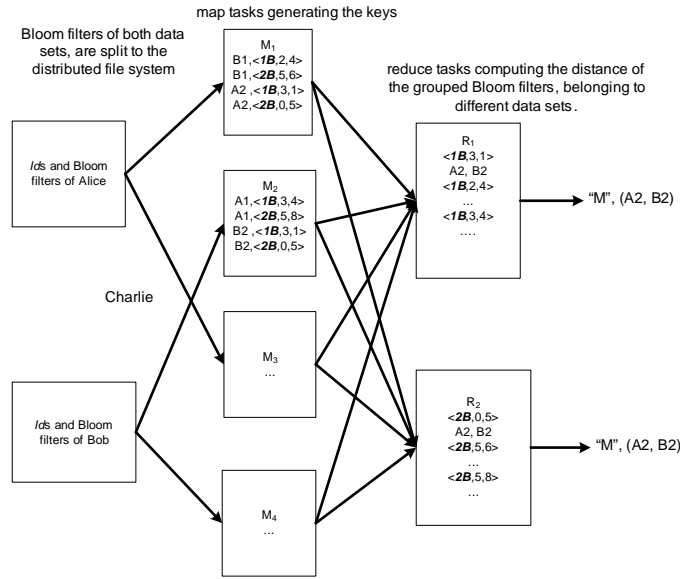 map tasks generating the keys
Bloom filters of both data
sets, are split to the
distributed file system
Ids and Bloom
filters of Alice
Charlie
Ids and Bloom
filters of Bob
M1
B1,<1B,2,4>
B1,<2B,5,6>
A2 ,<1B,3,1>
A2,<2B,0,5>
M2
A1,<1B,3,4>
A1,<2B,5,8>
B2 ,<1B,3,1>
B2,<2B,0,5>
M3
...
M4
...
reduce tasks computing the distance of
the grouped Bloom filters, belonging to
different data sets.
R1
<1B,3,1>
A2, B2
<1B,2,4>
...
<1B,3,4>
....
“M”, (A2, B2)
R2
<2B,0,5>
A2, B2
<2B,5,6>
...
<2B,5,8>
...
“M”, (A2, B2)